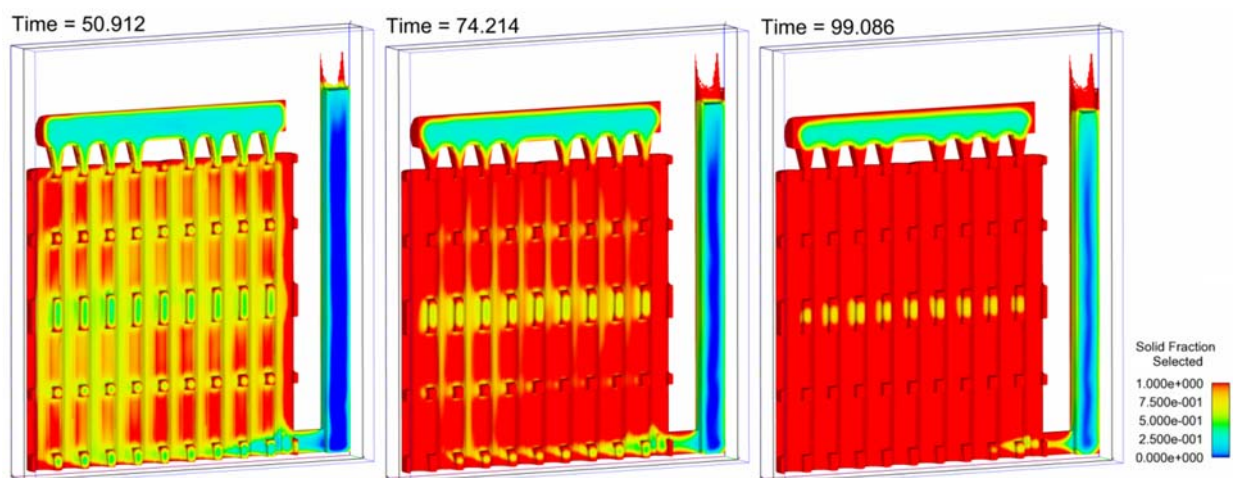 Time = 50.912
Time = 74.214
Time = 99.086
Solid Fraction
Selected
1.000e+000
7.500e-001
5.000e-001
2.500e-001
0.000e+000